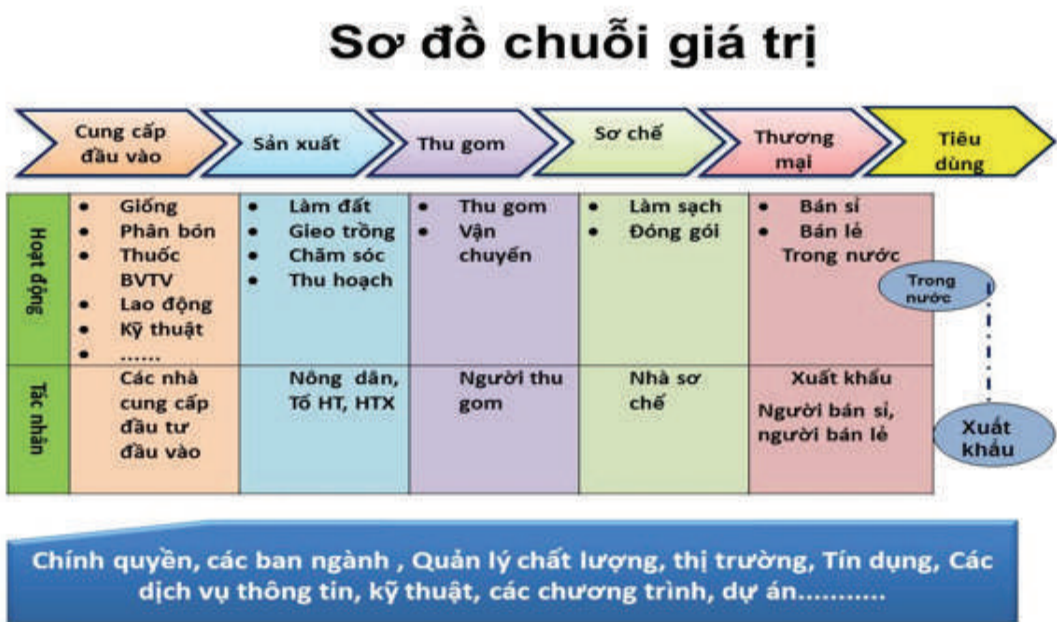 Sơ đồ chuỗi giá trị
Cung cấp
đầu vào
Sản xuất
Thu gom
Sơ chế
Thương
mại
Tiêu
dùng
Hoạt động
• Giống
• Phân bón
• Thuốc
BVTV
• Lao động
• Kỹ thuật
• ......
• Làm đất
• Gieo trồng
• Chăm sóc
• Thu hoạch
• Thu gom
• Vận
chuyển
• Làm sạch
• Đóng gói
• Bán sỉ
• Bán lẻ
Trong nước
Trong
nước
Tác nhân
Các nhà
cung cấp
đầu tư
đầu vào
Nông dân,
Tổ HT, HTX
Người thu
gom
Nhà sơ
chế
Xuất khẩu
Người bán sỉ,
người bán lẻ
Xuất
khẩu
Chính quyền, các ban ngành , Quản lý chất lượng, thị trường, Tín dụng, Các
dịch vụ thông tin, kỹ thuật, các chương trình, dự án...........